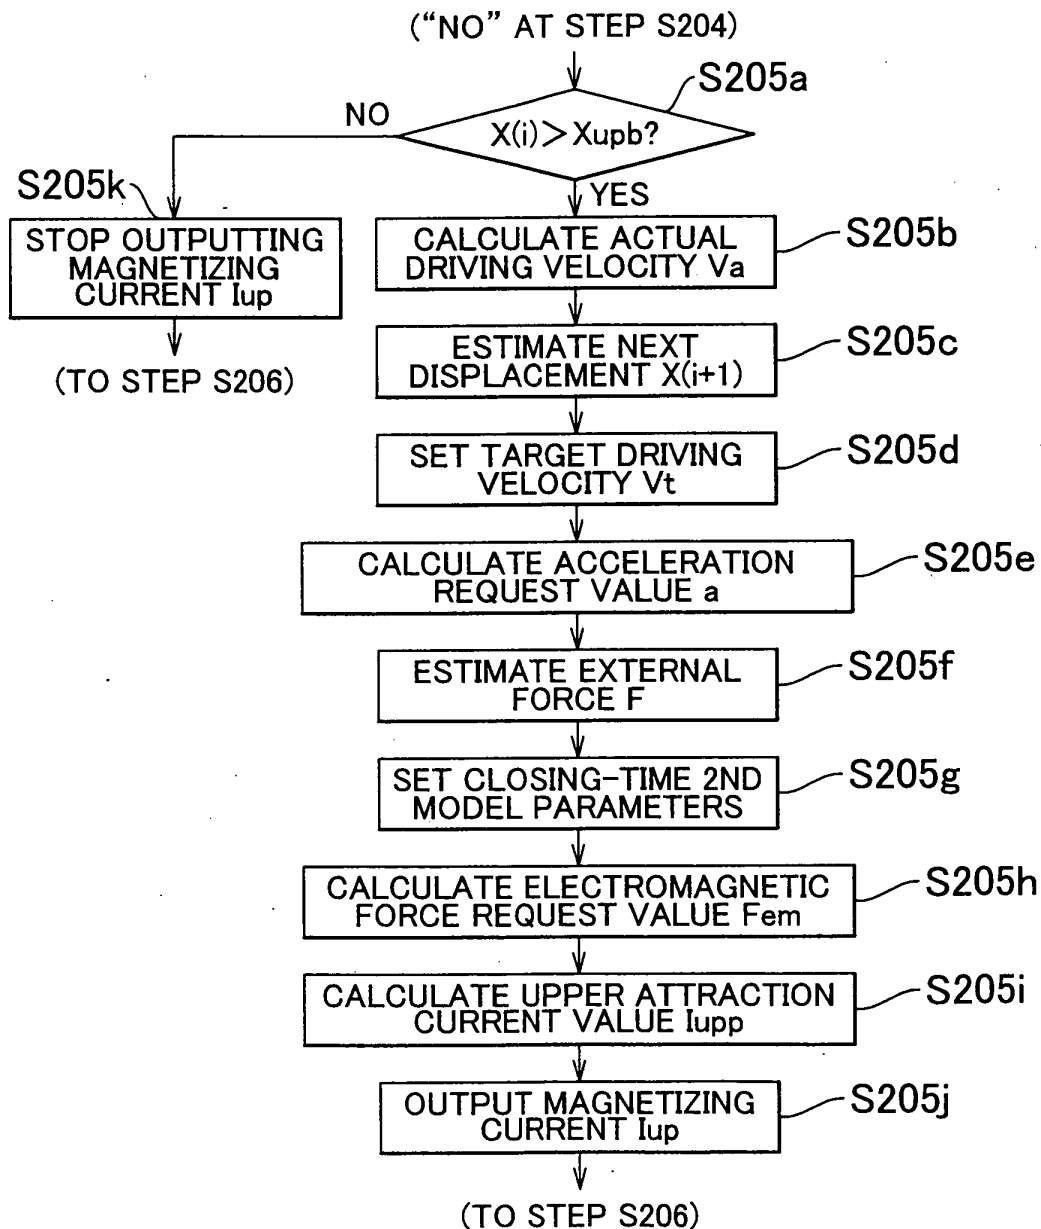 (“NO” AT STEP S204)
S205a
NO
X(i)> Xupb?
S205k
YES
STOP OUTPUTTING
MAGNETIZING
CURRENT Iup
(TO STEP S206)
CALCULATE ACTUAL
DRIVING VELOCITY Va
S205b
ESTIMATE NEXT
DISPLACEMENT X(i+1)
S205c
SET TARGET DRIVING
VELOCITY Vt
S205d
CALCULATE ACCELERATION
REQUEST VALUE a
S205e
ESTIMATE EXTERNAL
FORCE F
S205f
SET CLOSING-TIME 2ND
MODEL PARAMETERS
S205g
CALCULATE ELECTROMAGNETIC
FORCE REQUEST VALUE Fem
S205h
CALCULATE UPPER ATTRACTION
CURRENT VALUE Iupp
S205i
OUTPUT MAGNETIZING
CURRENT Iup
S205j
(TO STEP S206)